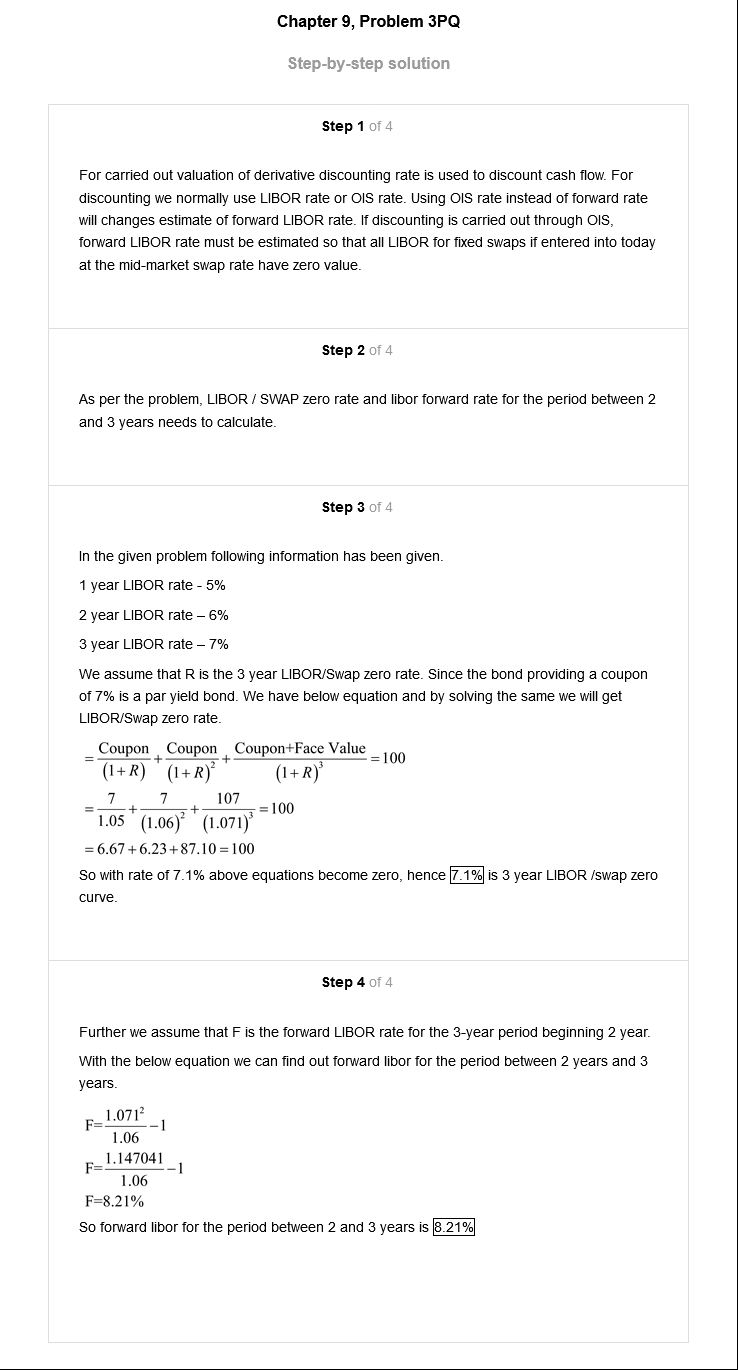 Chapter 9, Problem 3PQ
Step-by-step solution
Step 1 of 4
For carried out valuation of derivative discounting rate is used to discount cash flow. For
discounting we normally use LIBOR rate or OIS rate. Using OIS rate instead of forward rate
will changes estimate of forward LIBOR rate. If discounting is carried out through OIS,
forward LIBOR rate must be estimated so that all LIBOR for fixed swaps if entered into today
at the mid-market swap rate have zero value.
Step 2 of 4
As per the problem, LIBOR / SWAP zero rate and libor forward rate for the period between 2
and 3 years needs to calculate.
Step 3 of 4
In the given problem following information has been given.
1 year LIBOR rate - 5%
2 year LIBOR rate – 6%
3 year LIBOR rate – 7%
We assume that R is the 3 year LIBOR/Swap zero rate. Since the bond providing a coupon
of 7% is a par yield bond. We have below equation and by solving the same we will get
LIBOR/Swap zero rate.
= Coupon/(1+R) + Coupon/(1+R)² + Coupon+Face Value/(1+R)³ = 100
= 7/1.05 + 7/(1.06)² + 107/(1.071)³ = 100
= 6.67+6.23+87.10 = 100
So with rate of 7.1% above equations become zero, hence 7.1% is 3 year LIBOR /swap zero
curve.
Step 4 of 4
Further we assume that F is the forward LIBOR rate for the 3-year period beginning 2 year.
With the below equation we can find out forward libor for the period between 2 years and 3
years.
F= 1.071²/1.06 −1
F= 1.147041/1.06 −1
F=8.21%
So forward libor for the period between 2 and 3 years is 8.21%